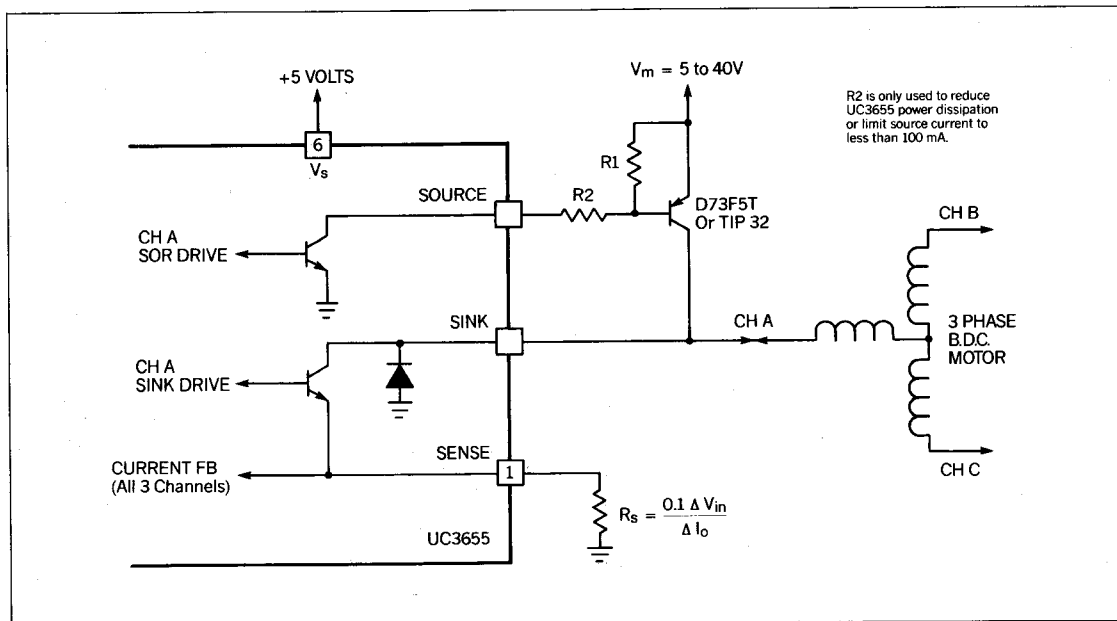 +5 VOLTS
6
Vs
Vm = 5 to 40V
R2 is only used to reduce
UC3655 power dissipation
or limit source current to
less than 100 mA.
R1
SOURCE
R2
D73F5T
Or TIP 32
CH A
SOR DRIVE
CH B
SINK
CH A
3 PHASE
B.D.C.
MOTOR
CH A
SINK DRIVE
SENSE
1
CURRENT FB
(All 3 Channels)
CH C
Rs = 0.1 Δ Vin
Δ Io
UC3655